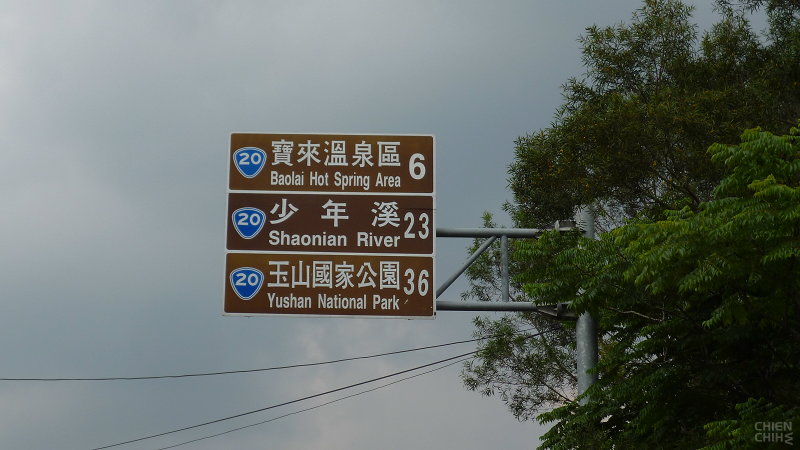 20 寶來溫泉區 6
Baolai Hot Spring Area
20 少年溪 23
Shaonian River
20 玉山國家公園 36
Yushan National Park
CHIEN
CHIH